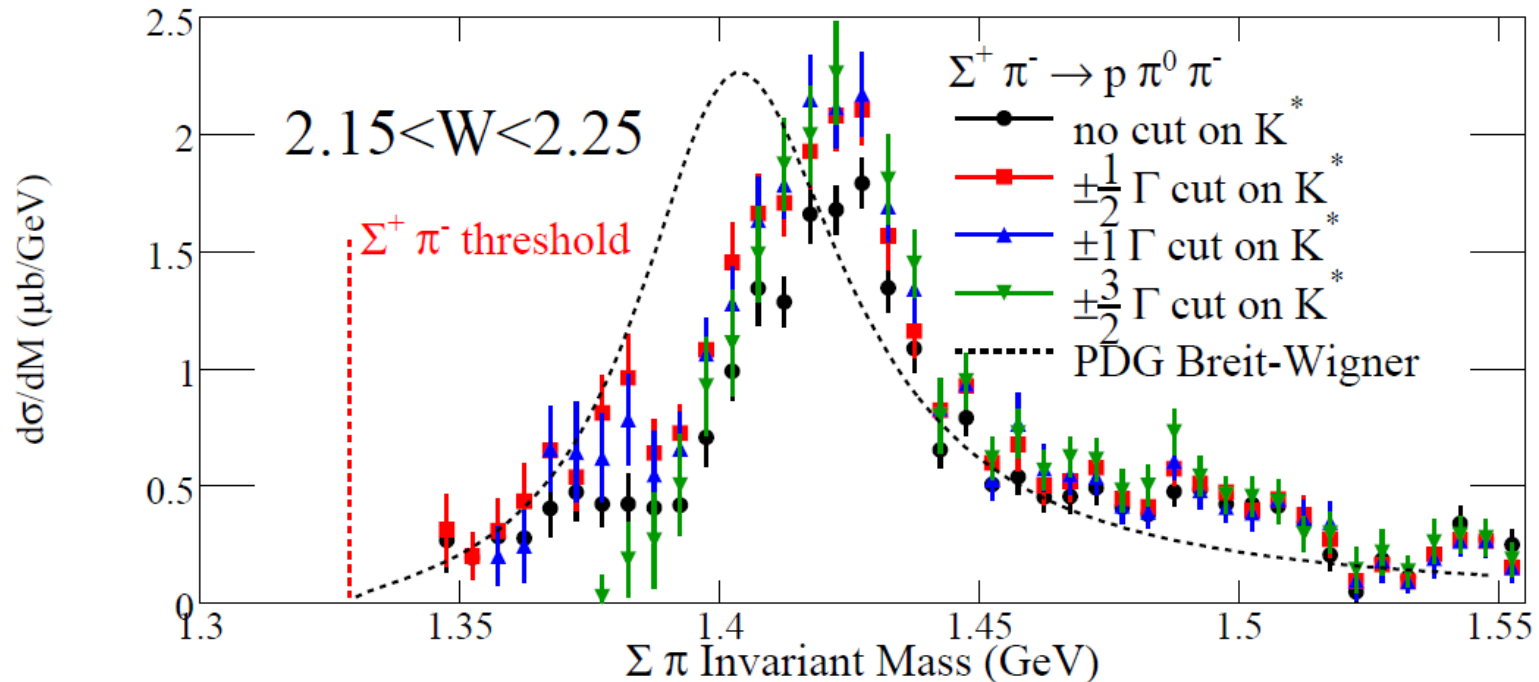 2.5
2
1.5
1
0.5
0
dσ/dM (μb/GeV)
2.15<W<2.25
Σ⁺ π⁻ threshold
Σ⁺ π⁻ → p π⁰ π⁻
no cut on K*
±1/2 Γ cut on K*
±1 Γ cut on K*
±3/2 Γ cut on K*
PDG Breit-Wigner
1.3 1.35 1.4 1.45 1.5 1.55
Σ π Invariant Mass (GeV)